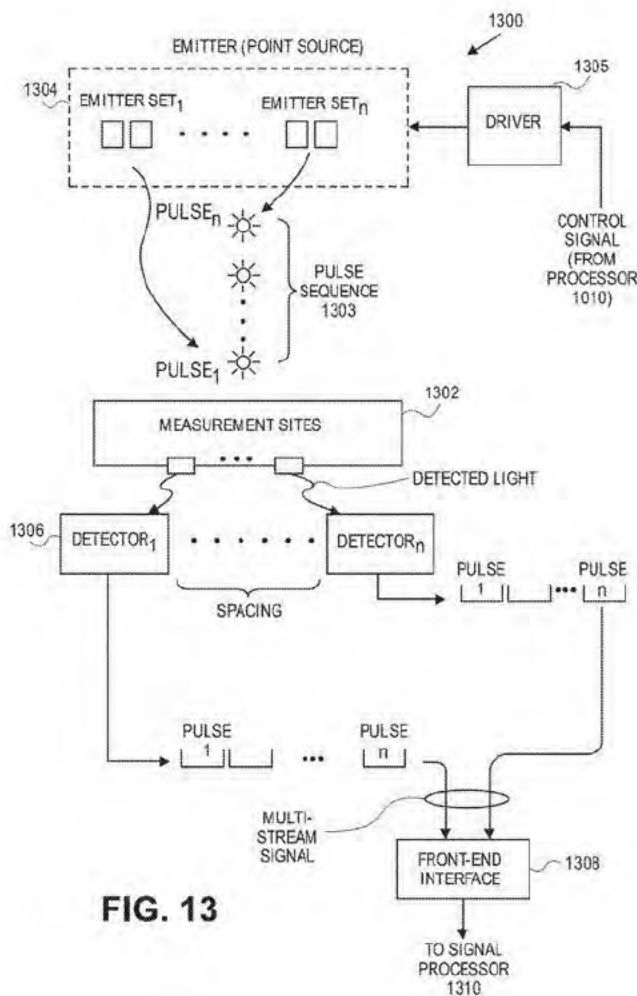 1300
EMITTER (POINT SOURCE)
1304
EMITTER SET1
EMITTER SETn
1305
DRIVER
CONTROL
SIGNAL
(FROM
PROCESSOR
1010)
PULSEn
PULSE
SEQUENCE
1303
PULSE1
1302
MEASUREMENT SITES
DETECTED LIGHT
1306
DETECTOR1
DETECTORn
SPACING
PULSE
1
PULSE
n
PULSE
1
PULSE
n
MULTI-
STREAM
SIGNAL
FRONT-END
INTERFACE
1308
TO SIGNAL
PROCESSOR
1310
FIG. 13